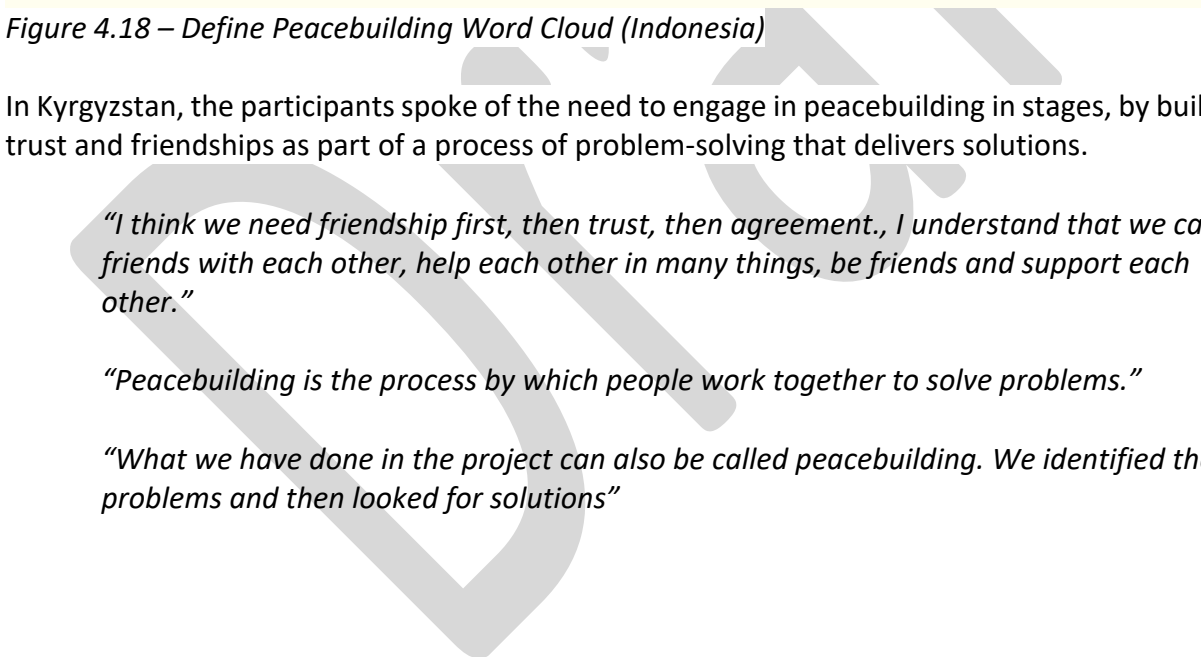 Figure 4.18 – Define Peacebuilding Word Cloud (Indonesia)
In Kyrgyzstan, the participants spoke of the need to engage in peacebuilding in stages, by
trust and friendships as part of a process of problem-solving that delivers solutions.
“I think we need friendship first, then trust, then agreement., I understand that we
friends with each other, help each other in many things, be friends and support each
other.”
“Peacebuilding is the process by which people work together to solve problems.”
“What we have done in the project can also be called peacebuilding. We identified
problems and then looked for solutions”